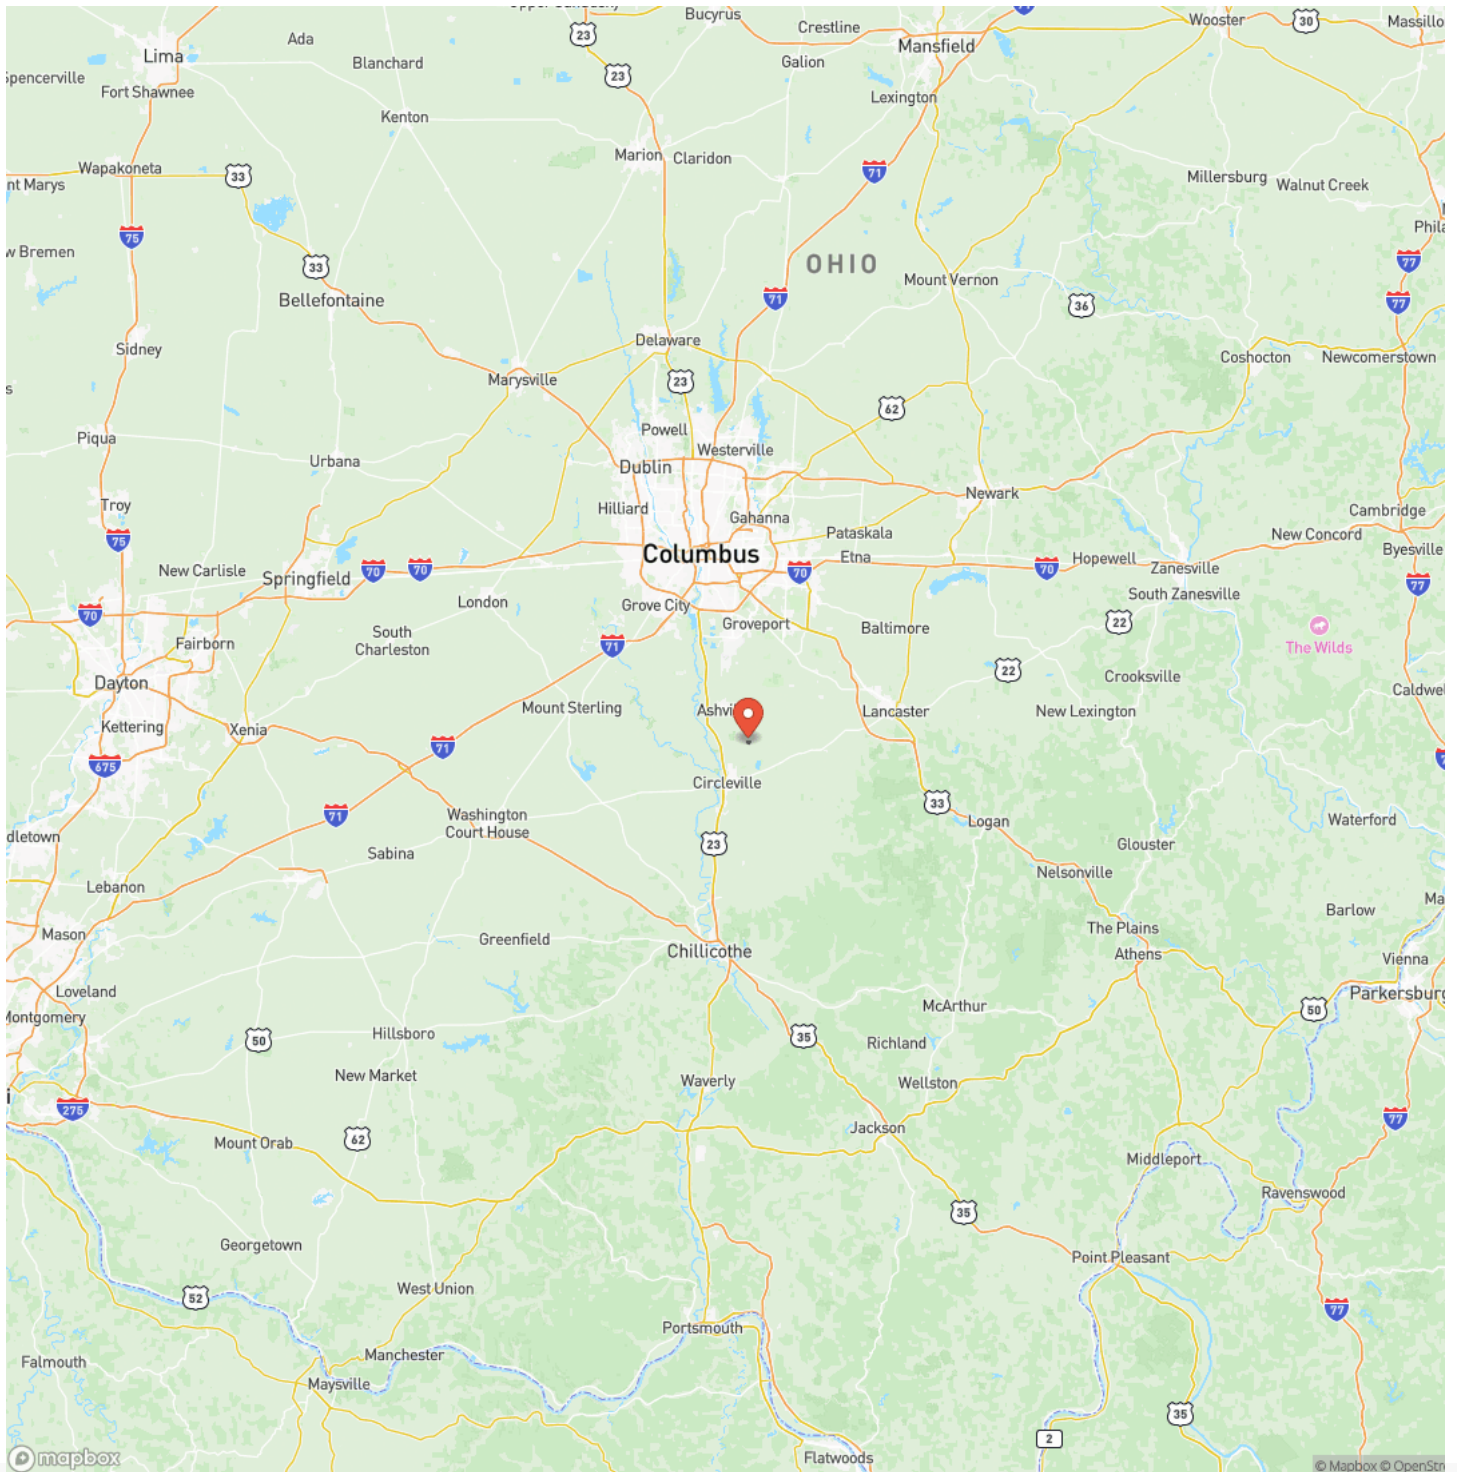 Upper Sandusky
Bucyrus
Crestline
Wooster
30
Massillo
23
Lima
Ada
Mansfield
Blanchard
Galion
Spencerville
23
Fort Shawnee
Lexington
Kenton
Marion
Claridon
Wapakoneta
33
71
Millersburg
Walnut Creek
nt Marys
75
Phila
w Bremen
33
OHIO
77
Bellefontaine
71
Mount Vernon
36
77
Sidney
Delaware
Coshocton
Newcomerstown
Marysville
23
s
62
Piqua
Powell
Westerville
Urbana
Dublin
Newark
Troy
Hilliard
Gahanna
Cambridge
75
Pataskala
New Concord
Columbus
Etna
Hopewell
Byesville
New Carlisle
Springfield
70
70
70
70
Zanesville
77
London
South Zanesville
70
Grove City
Groveport
Baltimore
22
The Wilds
Fairborn
South
Charleston
71
22
Crooksville
Dayton
Caldwel
Kettering
Xenia
Mount Sterling
Ashvi
Lancaster
New Lexington
675
71
Circleville
33
71
Washington
Court House
Logan
Waterford
dletown
Sabina
23
Glouster
Lebanon
Nelsonville
Ma
Mason
Greenfield
Chillicothe
The Plains
Barlow
Athens
Vienna
Loveland
McArthur
Parkersburg
Montgomery
50
Hillsboro
35
Richland
50
New Market
Waverly
Wellston
i
275
62
Jackson
77
Mount Orab
Middleport
35
Ravenswood
Georgetown
Point Pleasant
52
West Union
77
Portsmouth
Falmouth
Manchester
Maysville
35
2
mapbox
Flatwoods
© Mapbox © OpenStre